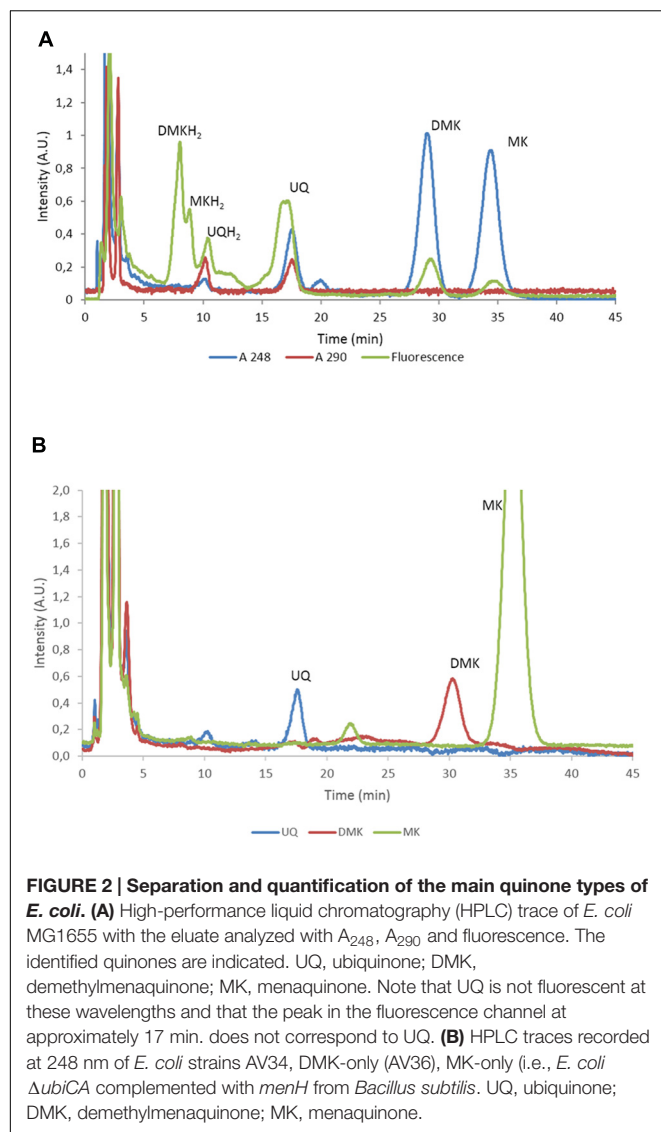 A
1,4
1,2
1
0,8
0,6
0,4
0,2
0
Intensity (A.U.)
DMKH2
MKH2
UQH2
UQ
DMK
MK
0 5 10 15 20 25 30 35 40 45
Time (min)
A 248 A 290 Fluorescence
B
2,0
1,8
1,6
1,4
1,2
1,0
0,8
0,6
0,4
0,2
0,0
Intensity (A.U.)
UQ
DMK
MK
0 5 10 15 20 25 30 35 40 45
Time (min)
UQ DMK MK
FIGURE 2 | Separation and quantification of the main quinone types of
E. coli. (A) High-performance liquid chromatography (HPLC) trace of E. coli
MG1655 with the eluate analyzed with A248, A290 and fluorescence. The
identified quinones are indicated. UQ, ubiquinone; DMK,
demethylmenaquinone; MK, menaquinone. Note that UQ is not fluorescent at
these wavelengths and that the peak in the fluorescence channel at
approximately 17 min. does not correspond to UQ. (B) HPLC traces recorded
at 248 nm of E. coli strains AV34, DMK-only (AV36), MK-only (i.e., E. coli
ΔubiCA complemented with menH from Bacillus subtilis. UQ, ubiquinone;
DMK, demethylmenaquinone; MK, menaquinone.